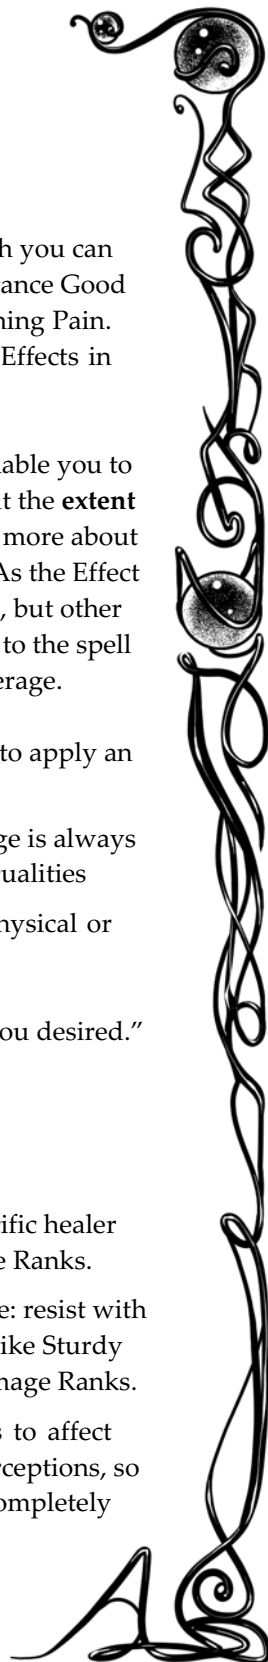 h you can
ance Good
ning Pain.
Effects in
able you to
t the extent
more about
As the Effect
, but other
to the spell
erage.
to apply an
ge is always
ualities
hysical or
ou desired.”
ific healer
e Ranks.
e: resist with
ike Sturdy
mage Ranks.
s to affect
rceptions, so
ompletely